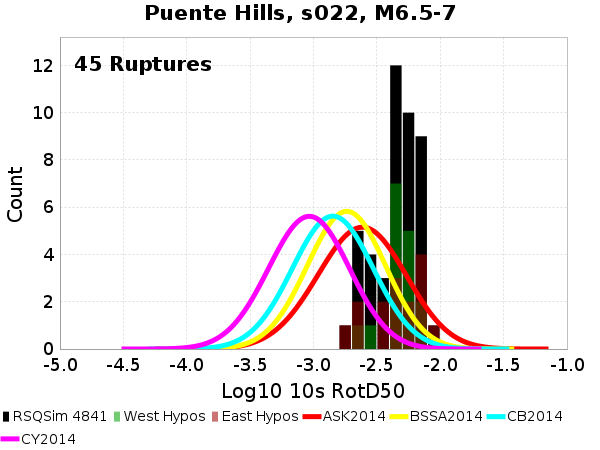 Puente Hills, s022, M6.5-7
45 Ruptures
Count
12
10
8
6
4
2
0
-5.0 -4.5 -4.0 -3.5 -3.0 -2.5 -2.0 -1.5 -1.0
Log10 10s RotD50
RSQSim 4841 West Hypos East Hypos ASK2014 BSSA2014 CB2014
CY2014